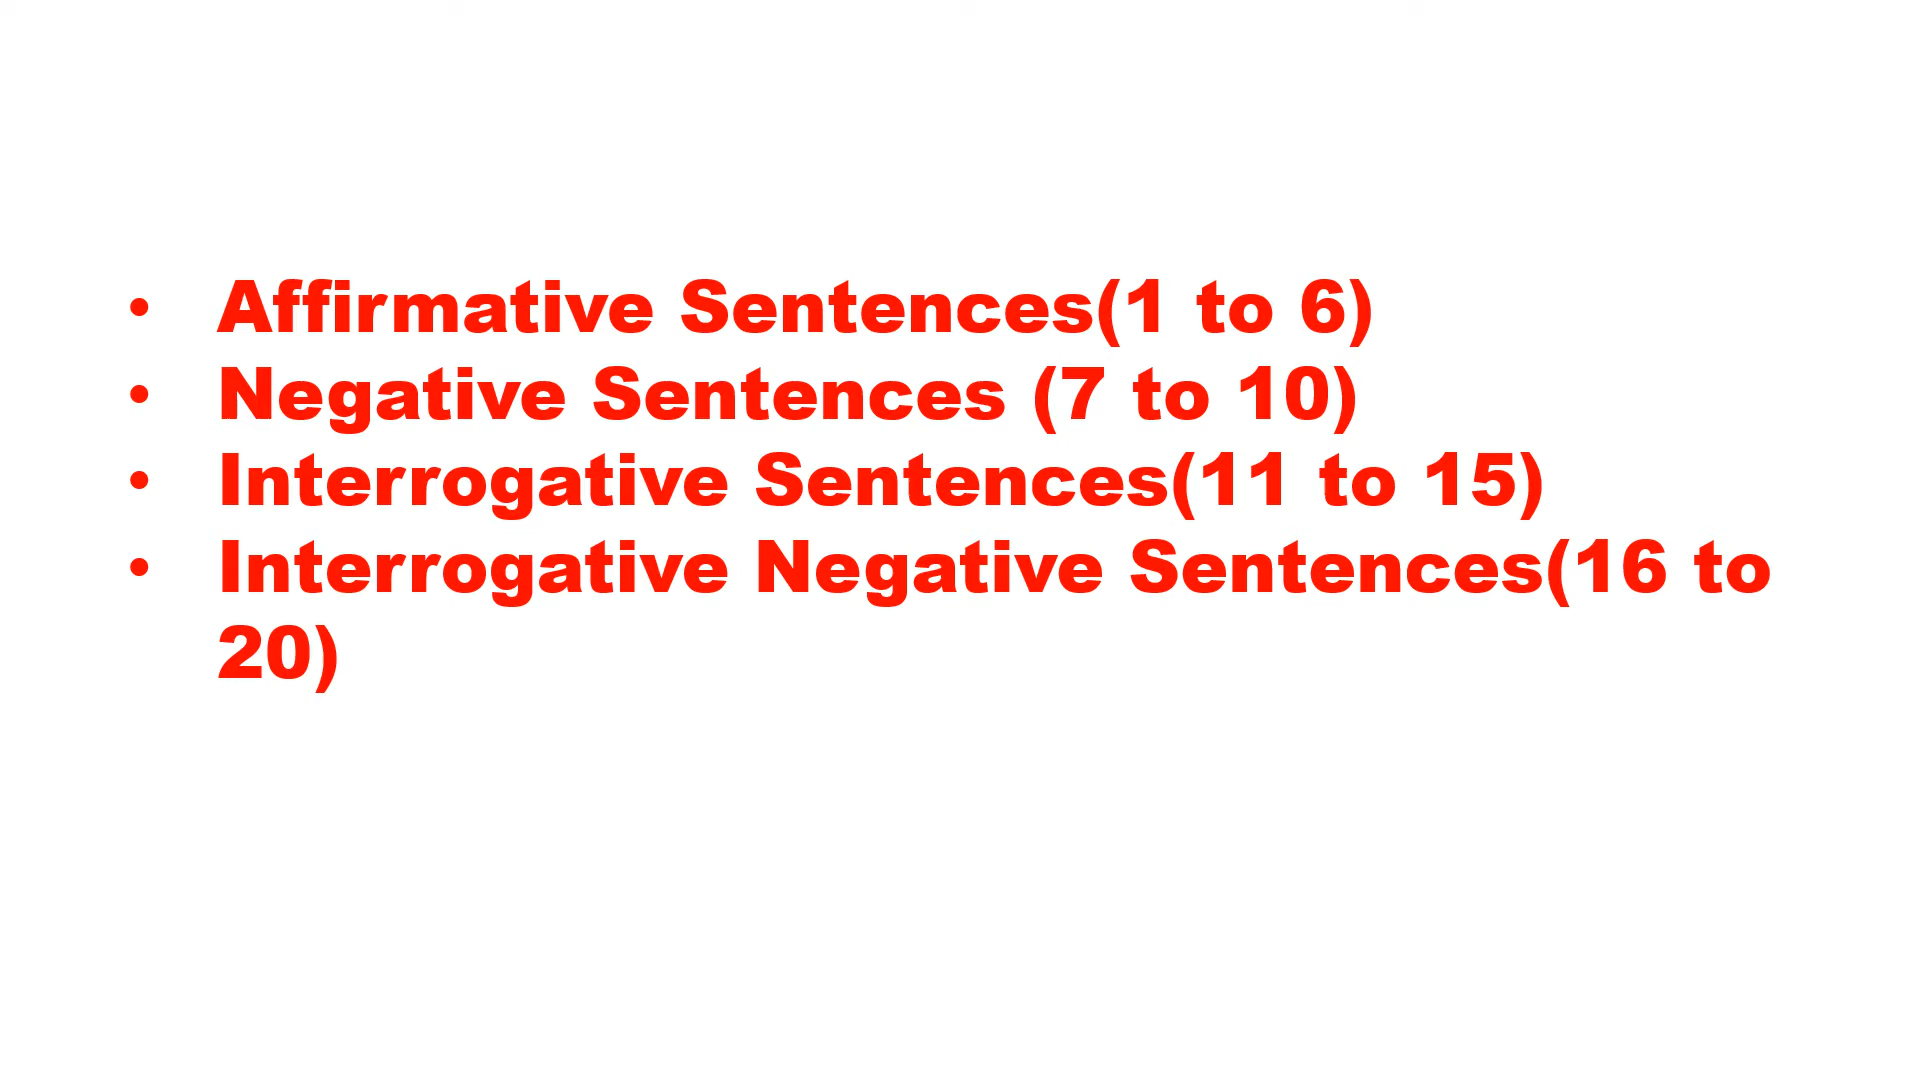 • Affirmative Sentences(1 to 6)
• Negative Sentences (7 to 10)
• Interrogative Sentences(11 to 15)
• Interrogative Negative Sentences(16 to
20)